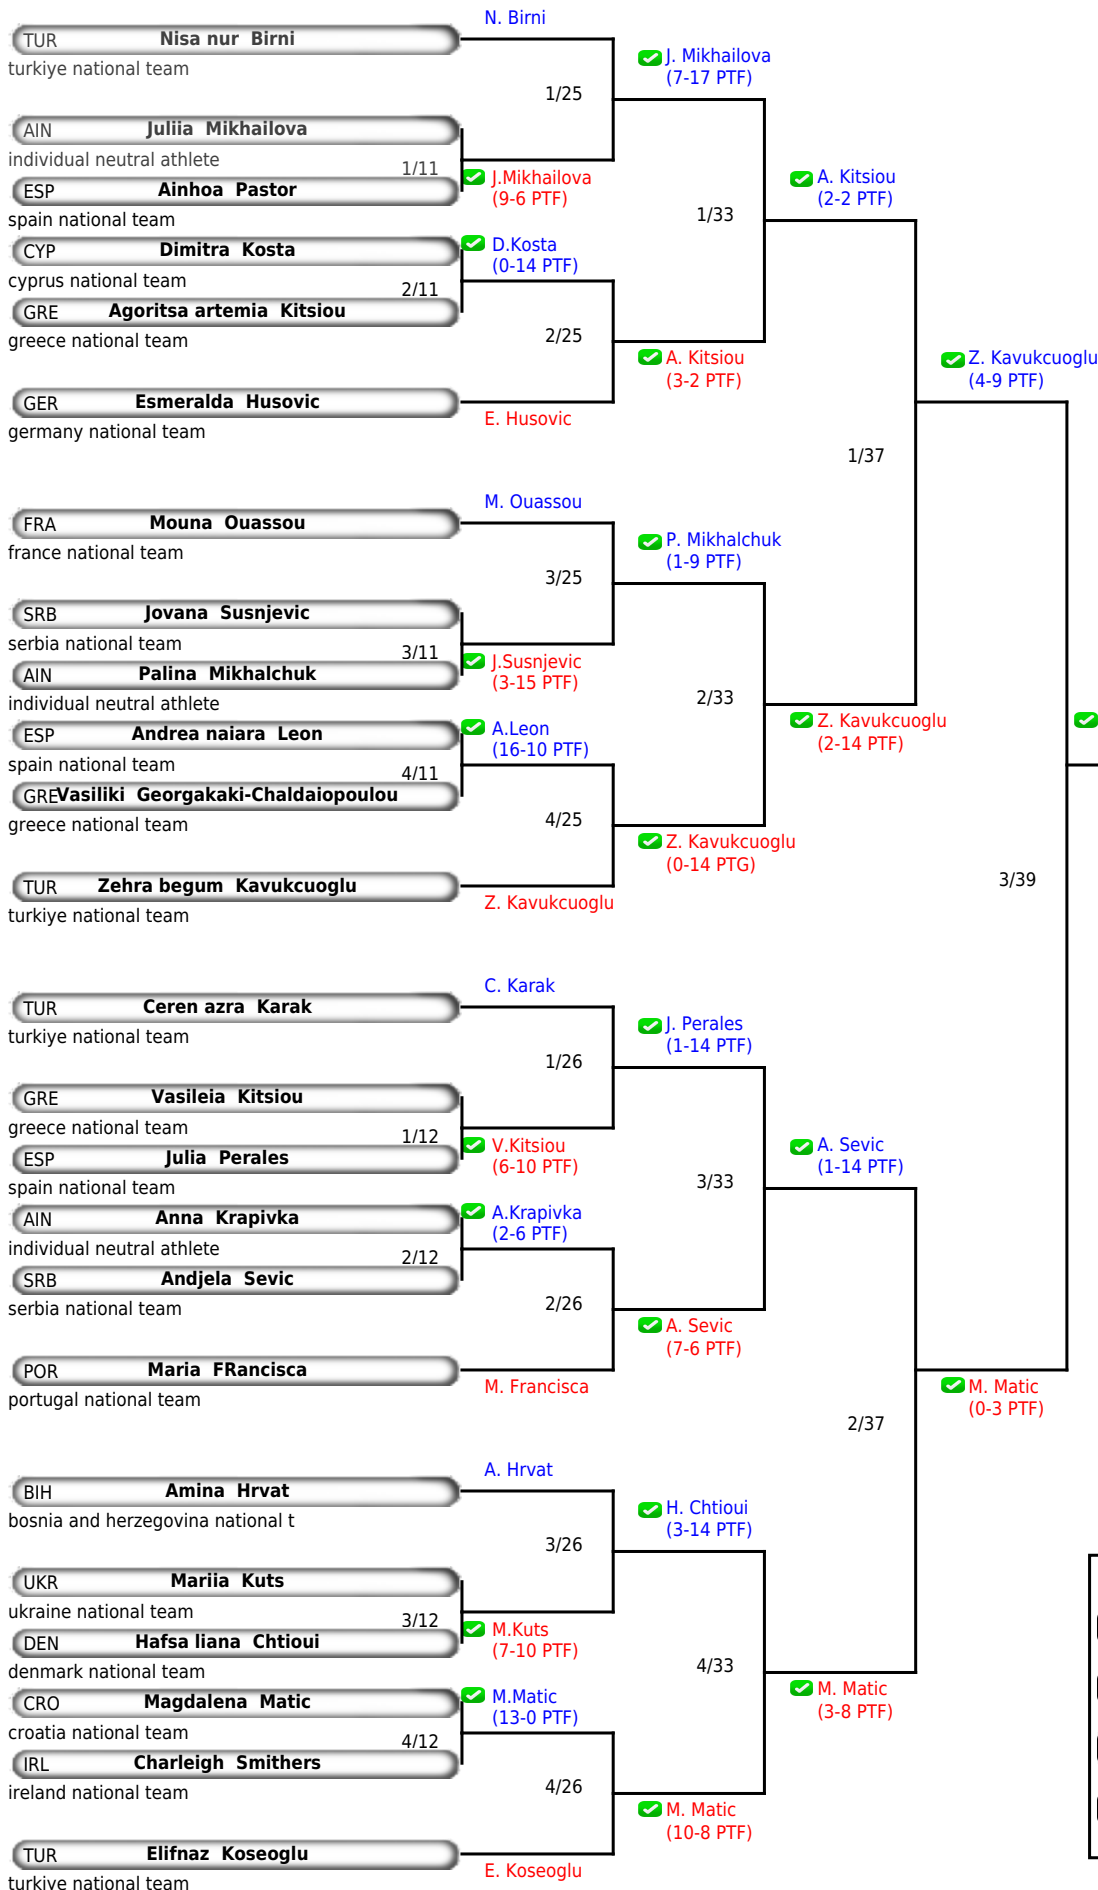 N. Birni
TUR Nisa nur Birni
turkiye national team
J. Mikhailova
(7-17 PTF)
1/25
AIN Juliia Mikhailova
individual neutral athlete
1/11
J.Mikhailova
(9-6 PTF)
ESP Ainhoa Pastor
spain national team
A. Kitsiou
(2-2 PTF)
1/33
CYP Dimitra Kosta
cyprus national team
D.Kosta
(0-14 PTF)
2/11
GRE Agoritsa artemia Kitsiou
greece national team
2/25
A. Kitsiou
(3-2 PTF)
Z. Kavukcuoglu
(4-9 PTF)
GER Esmeralda Husovic
germany national team
E. Husovic
1/37
M. Ouassou
FRA Mouna Ouassou
france national team
P. Mikhalchuk
(1-9 PTF)
3/25
SRB Jovana Susnjevic
serbia national team
3/11
J.Susnjevic
(3-15 PTF)
AIN Palina Mikhalchuk
individual neutral athlete
2/33
Z. Kavukcuoglu
(2-14 PTF)
ESP Andrea naiara Leon
spain national team
A.Leon
(16-10 PTF)
4/11
GRE Vasiliki Georgakaki-Chaldaiopoulou
greece national team
4/25
Z. Kavukcuoglu
(0-14 PTG)
3/39
TUR Zehra begum Kavukcuoglu
turkiye national team
Z. Kavukcuoglu
C. Karak
TUR Ceren azra Karak
turkiye national team
J. Perales
(1-14 PTF)
1/26
GRE Vasileia Kitsiou
greece national team
1/12
V.Kitsiou
(6-10 PTF)
ESP Julia Perales
spain national team
A. Sevic
(1-14 PTF)
3/33
AIN Anna Krapivka
individual neutral athlete
A.Krapivka
(2-6 PTF)
2/12
SRB Andjela Sevic
serbia national team
2/26
A. Sevic
(7-6 PTF)
POR Maria FRancisca
portugal national team
M. Francisca
M. Matic
(0-3 PTF)
2/37
A. Hrvat
BIH Amina Hrvat
bosnia and herzegovina national t
H. Chtioui
(3-14 PTF)
3/26
UKR Mariia Kuts
ukraine national team
3/12
M.Kuts
(7-10 PTF)
DEN Hafsa liana Chtioui
denmark national team
4/33
M. Matic
(3-8 PTF)
CRO Magdalena Matic
croatia national team
M.Matic
(13-0 PTF)
4/12
IRL Charleigh Smithers
ireland national team
4/26
M. Matic
(10-8 PTF)
TUR Elifnaz Koseoglu
turkiye national team
E. Koseoglu